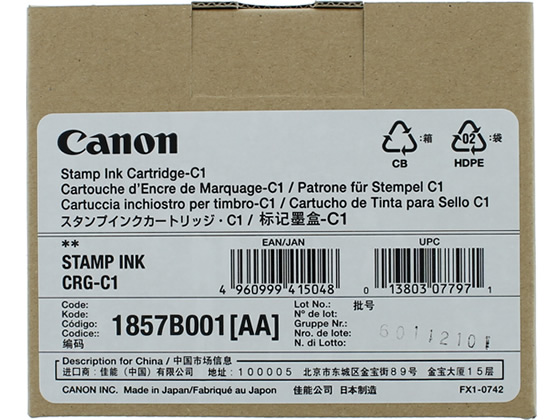 Canon
:箱
02
:袋
CB
HDPE
Stamp Ink Cartridge-C1
Cartouche d'Encre de Marquage-C1 / Patrone für Stempel C1
Cartuccia inchiostro per timbro-C1 / Cartucho de Tinta para Sello C1
スタンプインクカートリッジ・C1 / 标记墨盒-C1
**
STAMP INK
CRG-C1
EAN/JAN
4 960999 415048
UPC
0 13803 07797 1
Code:
Kode:
Código:
Codice::
编码
1857B001[AA]
Lot No.: 批号
Nº de lot:
Gruppe Nr.:
Nro. de lote:
N. di Lotto:
60112101
Description for China / 中国市场信息
进口商：佳能（中国）有限公司 地址：100005 北京市东城区金宝街89号 金宝大厦15层
CANON INC. Made in Japan/Fabriqué au Japon 佳能公司 日本制造 FX1-0742